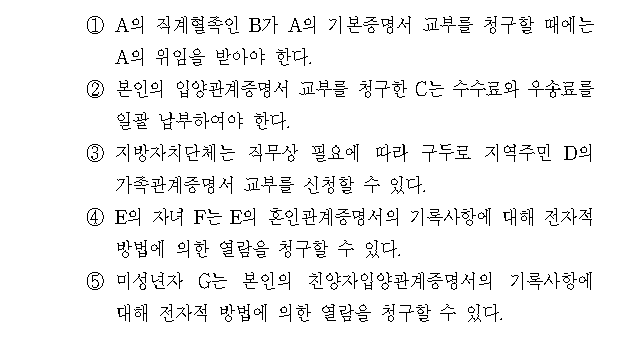 ① A의 직계혈족인 B가 A의 기본증명서 교부를 청구할 때에는
A의 위임을 받아야 한다.
② 본인의 입양관계증명서 교부를 청구한 C는 수수료와 우송료를
일괄 납부하여야 한다.
③ 지방자치단체는 직무상 필요에 따라 구두로 지역주민 D의
가족관계증명서 교부를 신청할 수 있다.
④ E의 자녀 F는 E의 혼인관계증명서의 기록사항에 대해 전자적
방법에 의한 열람을 청구할 수 있다.
⑤ 미성년자 G는 본인의 친양자입양관계증명서의 기록사항에
대해 전자적 방법에 의한 열람을 청구할 수 있다.